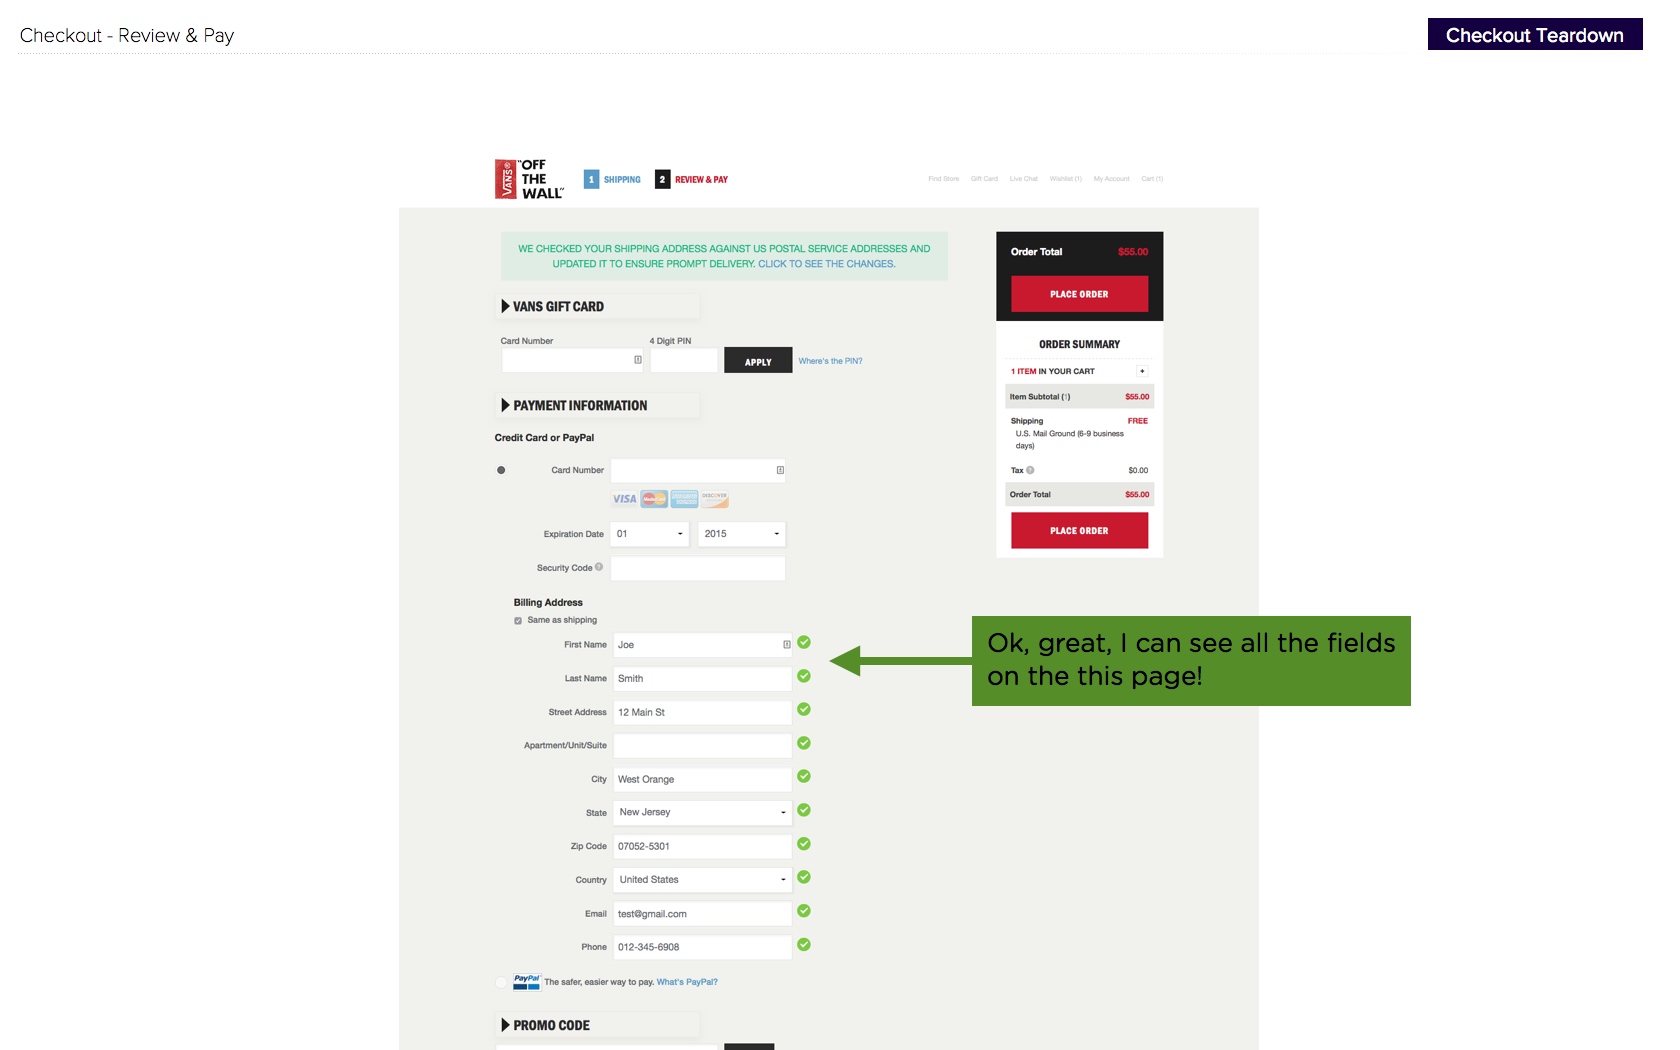 Checkout - Review & Pay
Checkout Teardown
VANS
"OFF
THE
WALL"
1 SHIPPING 2 REVIEW & PAY
Find Store Gift Card Live Chat Wishlist (1) My Account Cart (1)
WE CHECKED YOUR SHIPPING ADDRESS AGAINST US POSTAL SERVICE ADDRESSES AND
UPDATED IT TO ENSURE PROMPT DELIVERY. CLICK TO SEE THE CHANGES.
VANS GIFT CARD
Card Number 4 Digit PIN
APPLY Where's the PIN?
PAYMENT INFORMATION
Credit Card or PayPal
Card Number
VISA MasterCard DISCOVER
Expiration Date 01 2015
Security Code ?
Billing Address
Same as shipping
First Name Joe
Last Name Smith
Street Address 12 Main St
Apartment/Unit/Suite
City West Orange
State New Jersey
Zip Code 07052-5301
Country United States
Email test@gmail.com
Phone 012-345-6908
PayPal The safer, easier way to pay. What's PayPal?
PROMO CODE
Order Total $55.00
PLACE ORDER
ORDER SUMMARY
1 ITEM IN YOUR CART +
Item Subtotal (1) $55.00
Shipping FREE
U.S. Mail Ground (6-9 business
days)
Tax ? $0.00
Order Total $55.00
PLACE ORDER
Ok, great, I can see all the fields
on the this page!